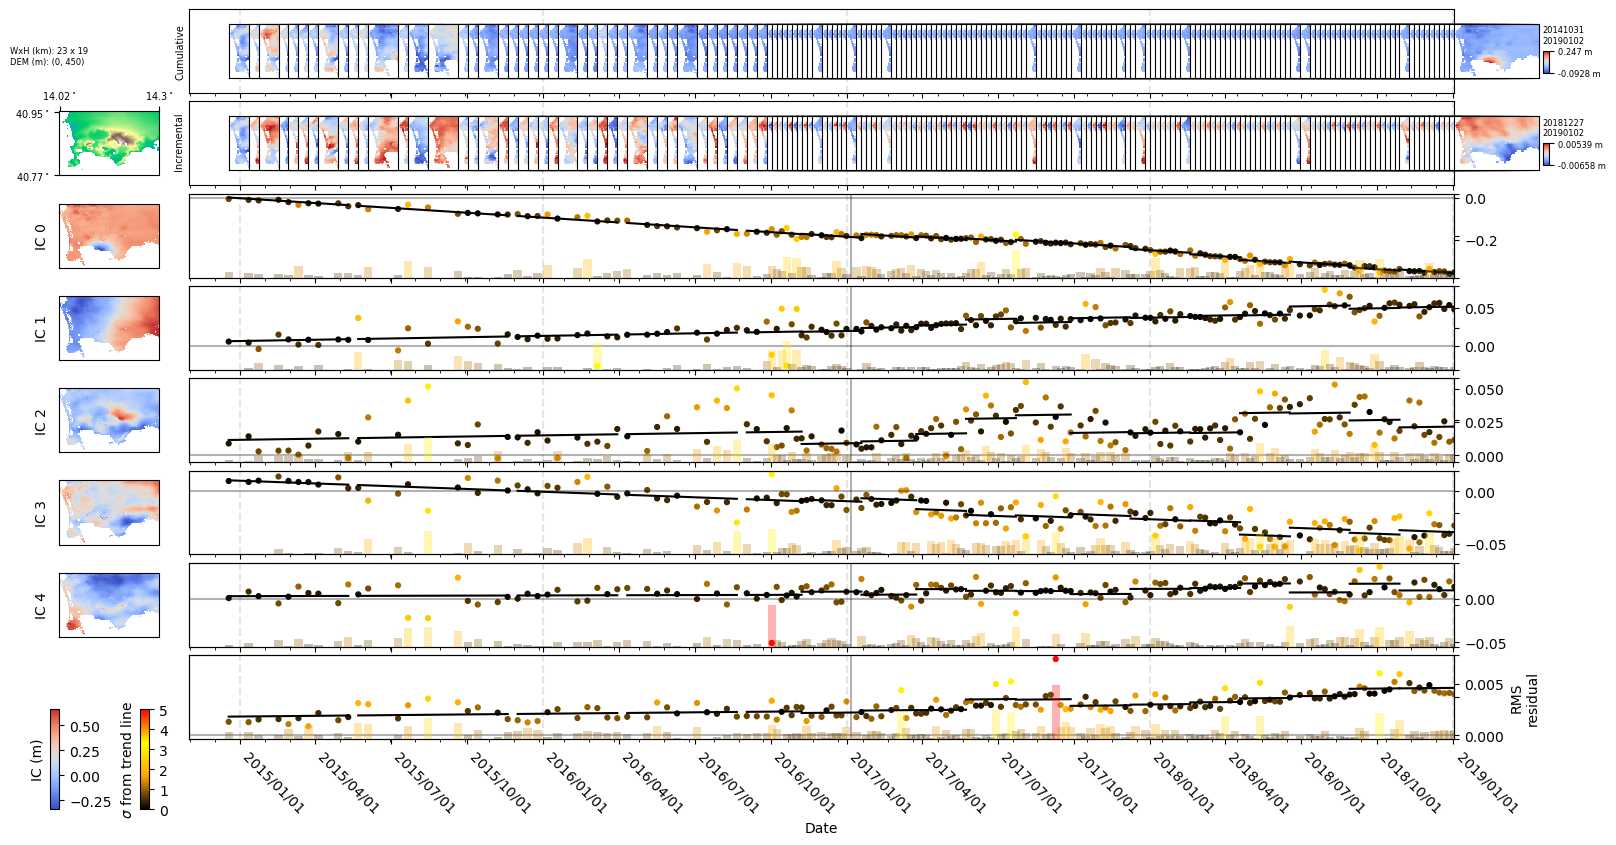 WxH (km): 23 x 19
DEM (m): (0, 450)
14.02°
14.3°
40.95°
40.77°
Cumulative
20141031
20190102
0.247 m
-0.0928 m
Incremental
20181227
20190102
0.00539 m
-0.00658 m
IC 0
0.0
−0.2
IC 1
0.05
0.00
IC 2
0.050
0.025
0.000
IC 3
0.00
−0.05
IC 4
0.00
−0.05
0.005
0.000
RMS
residual
IC (m)
0.50
0.25
0.00
−0.25
σ from trend line
5
4
3
2
1
0
2015/01/01
2015/04/01
2015/07/01
2015/10/01
2016/01/01
2016/04/01
2016/07/01
2016/10/01
2017/01/01
2017/04/01
2017/07/01
2017/10/01
2018/01/01
2018/04/01
2018/07/01
2018/10/01
2019/01/01
Date